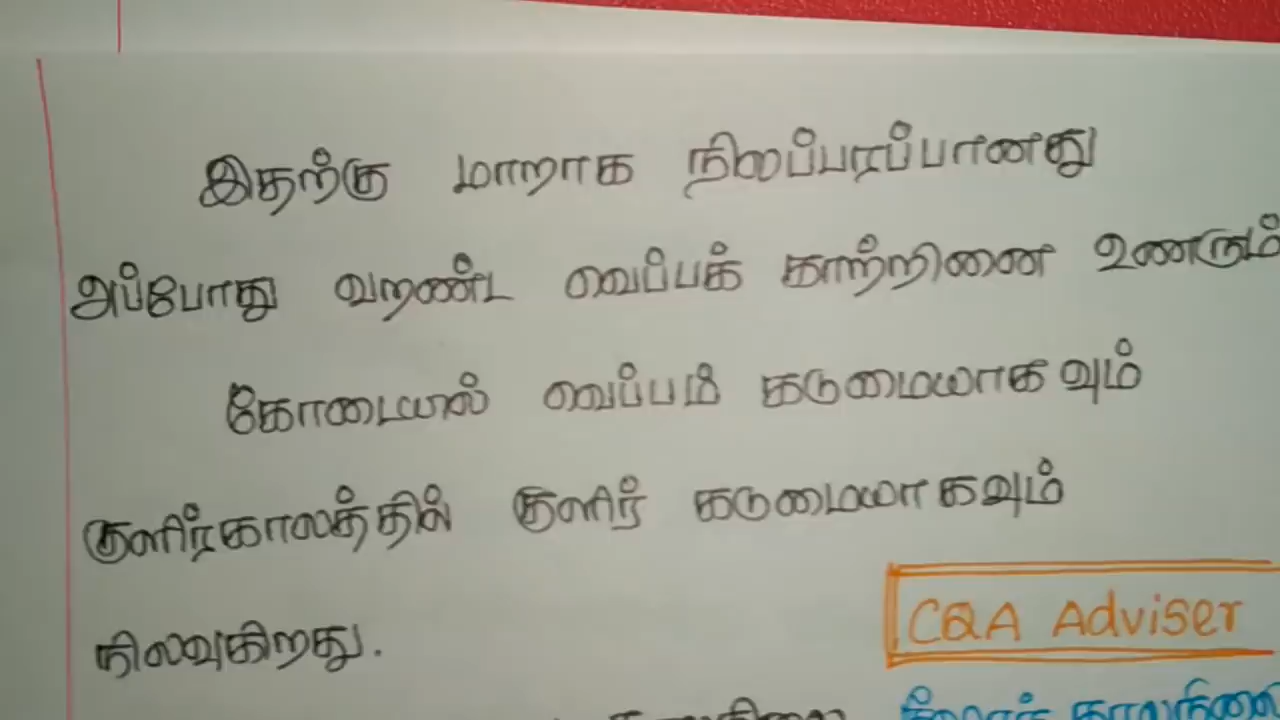 இதற்கு மாறாக நிலப்பரப்பானது
அப்போது வறண்ட வெப்பக் காற்றினை உணரும்
கோடையில் வெப்பம் கடுமையாகவும்
குளிர்காலத்தில் குளிர் கடுமையாகவும்
நிலவுகிறது.
CQA Adviser